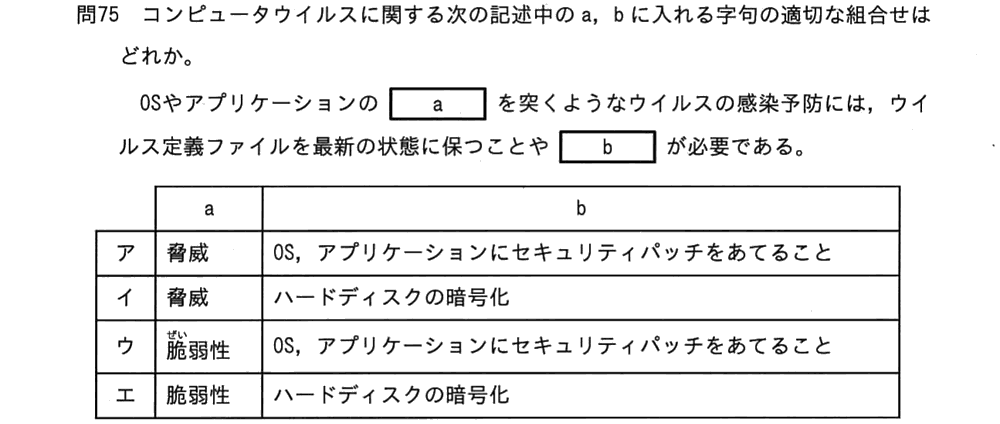 問75 コンピュータウイルスに関する次の記述中の a，b に入れる字句の適切な組合せは
どれか。
OSやアプリケーションの a を突くようなウイルスの感染予防には，ウイ
ルス定義ファイルを最新の状態に保つことや b が必要である。
a b
ア 脅威 OS，アプリケーションにセキュリティパッチをあてること
イ 脅威 ハードディスクの暗号化
ぜい
ウ 脆弱性 OS，アプリケーションにセキュリティパッチをあてること
エ 脆弱性 ハードディスクの暗号化